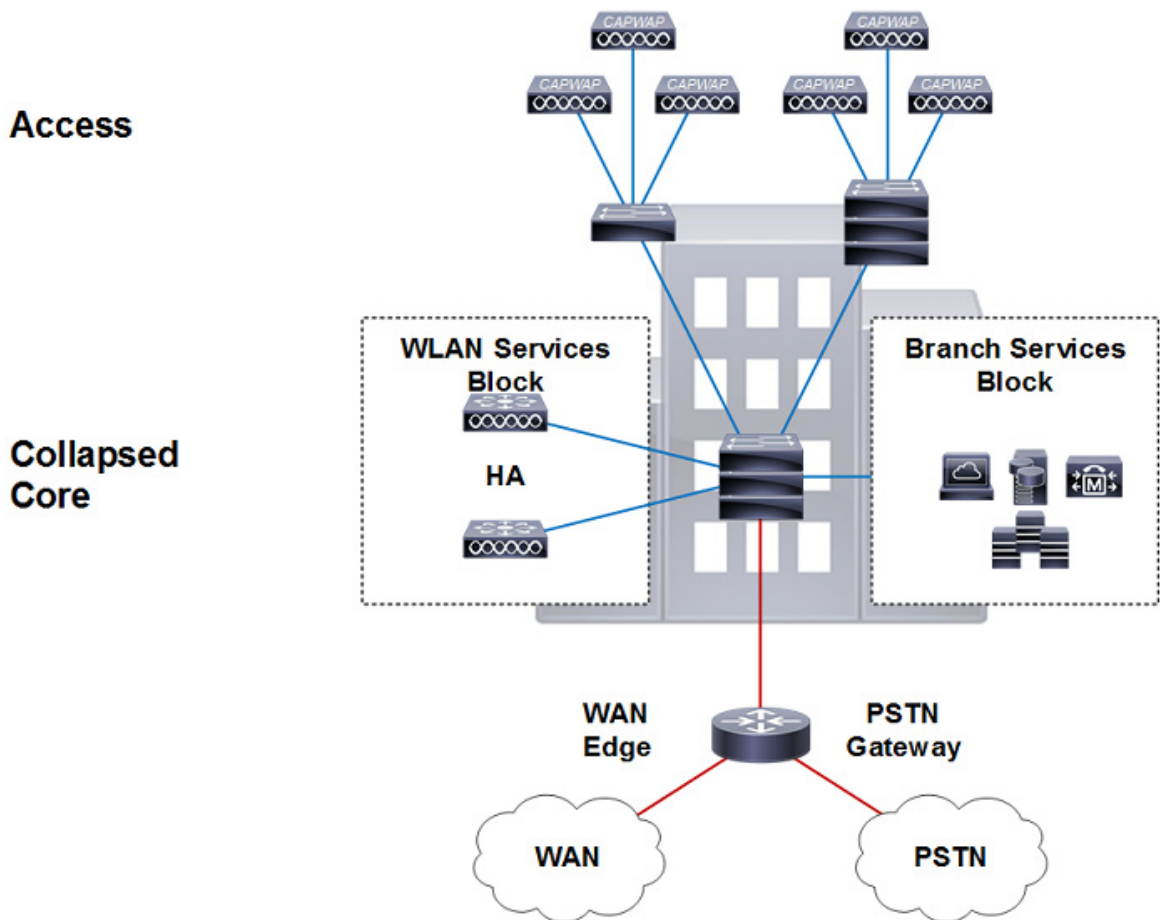 CAPWAP
CAPWAP
CAPWAP
CAPWAP
CAPWAP
CAPWAP
Access
WLAN Services
Block
HA
Branch Services
Block
M
Collapsed
Core
WAN
Edge
PSTN
Gateway
WAN
PSTN